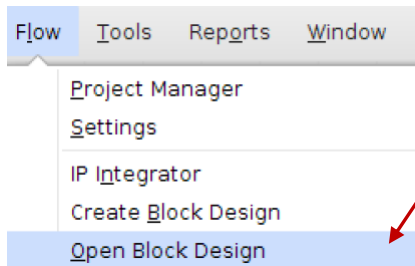 Flow Tools Reports Window
Project Manager
Settings
IP Integrator
Create Block Design
Open Block Design